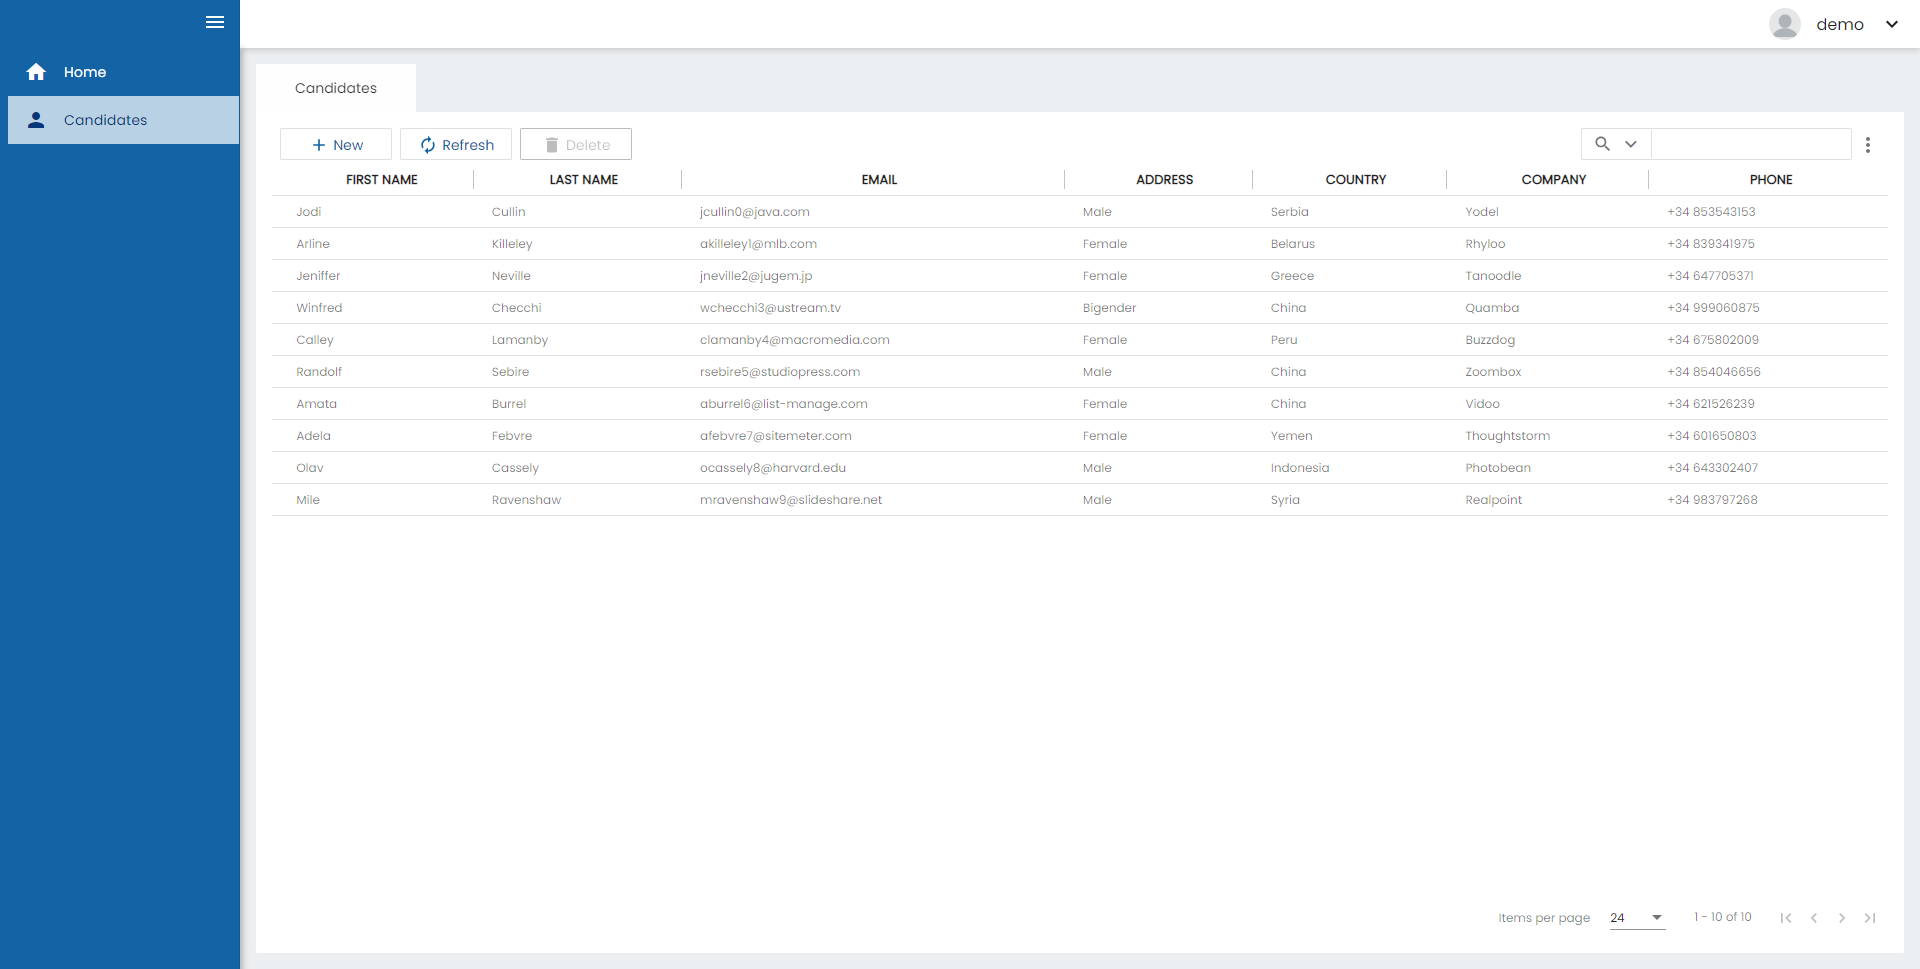 demo
Home
Candidates
Candidates
New Refresh Delete
FIRST NAME LAST NAME EMAIL ADDRESS COUNTRY COMPANY PHONE
Jodi Cullin jcullin0@java.com Male Serbia Yodel +34 853543153
Arline Killeley akilleley1@mlb.com Female Belarus Rhyloo +34 839341975
Jeniffer Neville jneville2@jugem.jp Female Greece Tanoodle +34 647705371
Winfred Checchi wchecchi3@ustream.tv Bigender China Quamba +34 999060875
Calley Lamanby clamanby4@macromedia.com Female Peru Buzzdog +34 675802009
Randolf Sebire rsebire5@studiopress.com Male China Zoombox +34 854046656
Amata Burrel aburrel6@list-manage.com Female China Vidoo +34 621526239
Adela Febvre afebvre7@sitemeter.com Female Yemen Thoughtstorm +34 601650803
Olav Cassely ocassely8@harvard.edu Male Indonesia Photobean +34 643302407
Mile Ravenshaw mravenshaw9@slideshare.net Male Syria Realpoint +34 983797268
Items per page 24 1 - 10 of 10